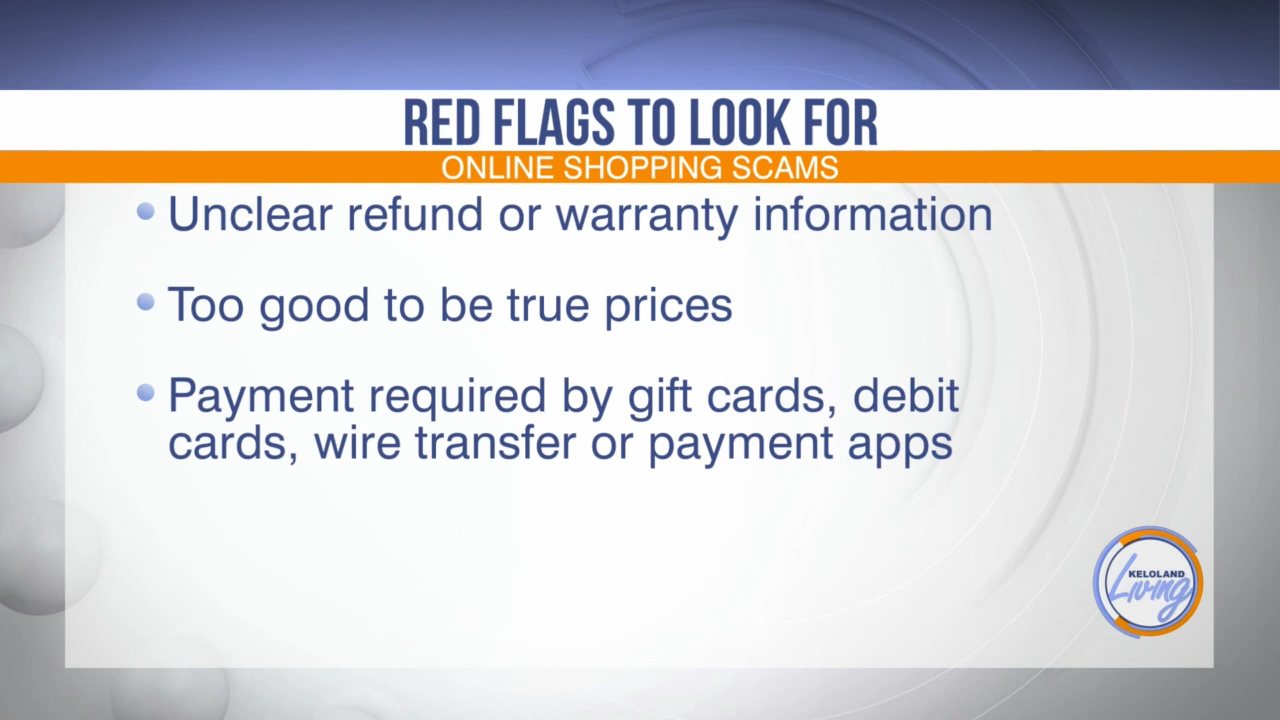 RED FLAGS TO LOOK FOR
ONLINE SHOPPING SCAMS
Unclear refund or warranty information
Too good to be true prices
Payment required by gift cards, debit
cards, wire transfer or payment apps
KELOLAND
Living